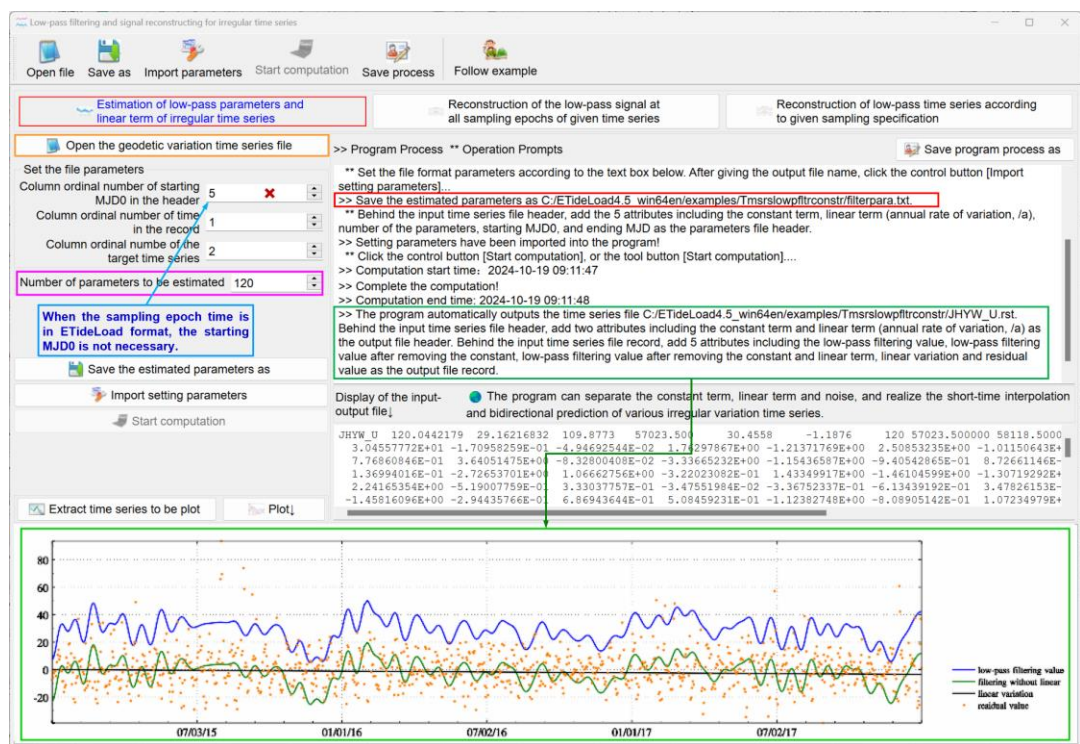 Low-pass filtering and signal reconstructing for irregular time series
Open file
Save as
Import parameters
Start computation
Save process
Follow example
Estimation of low-pass parameters and
linear term of irregular time series
Reconstruction of the low-pass signal at
all sampling epochs of given time series
Reconstruction of low-pass time series according
to given sampling specification
Open the geodetic variation time series file
Set the file parameters
Column ordinal number of starting
MJD0 in the header
5
Column ordinal number of time
in the record
1
Column ordinal numbe of the
target time series
2
Number of parameters to be estimated
120
When the sampling epoch time is
in ETideLoad format, the starting
MJD0 is not necessary.
Save the estimated parameters as
Import setting parameters
Start computation
Extract time series to be plot
Plot↓
>> Program Process ** Operation Prompts
Save program process as
** Set the file format parameters according to the text box below. After giving the output file name, click the control button [Import
setting parameters]...
>> Save the estimated parameters as C:/ETideLoad4.5_win64en/examples/Tmsrslowpfltrconstr/filterpara.txt.
** Behind the input time series file header, add the 5 attributes including the constant term, linear term (annual rate of variation, /a),
number of the parameters, starting MJD0, and ending MJD as the parameters file header.
>> Setting parameters have been imported into the program!
** Click the control button [Start computation], or the tool button [Start computation]....
>> Computation start time: 2024-10-19 09:11:47
>> Complete the computation!
>> Computation end time: 2024-10-19 09:11:48
>> The program automatically outputs the time series file C:/ETideLoad4.5_win64en/examples/Tmsrslowpfltrconstr/JHYW_U.rst.
Behind the input time series file header, add two attributes including the constant term and linear term (annual rate of variation, /a) as
the output file header. Behind the input time series file record, add 5 attributes including the low-pass filtering value, low-pass filtering
value after removing the constant, low-pass filtering value after removing the constant and linear term, linear variation and residual
value as the output file record.
Display of the input-
output file↓
The program can separate the constant term, linear term and noise, and realize the short-time interpolation
and bidirectional prediction of various irregular variation time series.
JHYW_U 120.0442179 29.16216832 109.8773 57023.500 30.4558 -1.1876 120 57023.500000 58118.5000
3.04557772E+01 -1.70958259E-01 -4.94692544E-02 1.76297867E+00 -1.21371769E+00 2.50853235E+00 -1.01150643E+
7.76860846E-01 3.64051475E+00 -8.32800408E-02 -3.33665232E+00 -1.15436587E+00 -9.40542865E-01 8.72661146E-
1.36994016E-01 -2.72653701E+00 1.06662756E+00 -3.22023082E-01 1.43349917E+00 -1.46104599E+00 -1.30719292E+
2.24165354E+00 -5.19007759E-01 3.33037757E-01 -3.47551984E-02 -3.36752337E-01 -6.13439192E-01 3.47826153E-
-1.45816096E+00 -2.94435766E-01 6.86943644E-01 5.08459231E-01 -1.12382748E+00 -8.08905142E-01 1.07234979E+
80
60
40
20
0
-20
07/03/15
01/01/16
07/02/16
01/01/17
07/02/17
low-pass filtering value
filtering without linear
linear variation
residual value